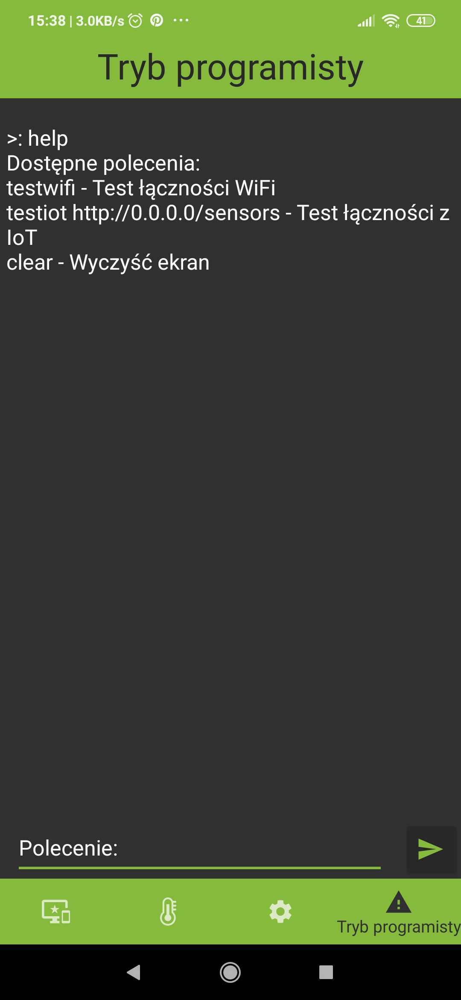 15:38 | 3.0KB/s
41
Tryb programisty
>: help
Dostępne polecenia:
testwifi - Test łączności WiFi
testiot http://0.0.0.0/sensors - Test łączności z
IoT
clear - Wyczyść ekran
Polecenie:
Tryb programisty